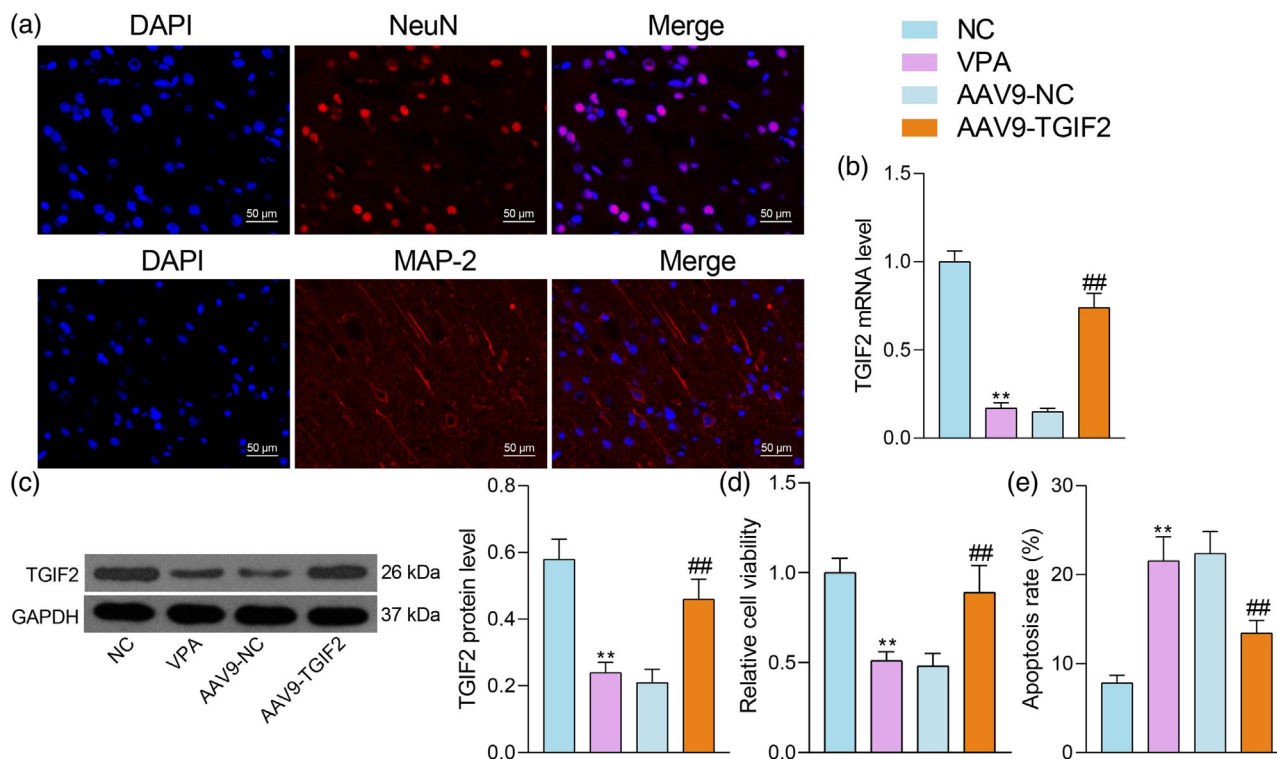 (a)
DAPI
NeuN
Merge
50 µm
50 µm
50 µm
DAPI
MAP-2
Merge
50 µm
50 µm
50 µm
NC
VPA
AAV9-NC
AAV9-TGIF2
(b)
TGIF2 mRNA level
1.5
1.0
0.5
0.0
**
##
(c)
TGIF2
26 kDa
GAPDH
37 kDa
NC
VPA
AAV9-NC
AAV9-TGIF2
TGIF2 protein level
0.8
0.6
0.4
0.2
0.0
**
##
(d)
Relative cell viability
1.5
1.0
0.5
0.0
**
##
(e)
Apoptosis rate (%)
30
20
10
0
**
##